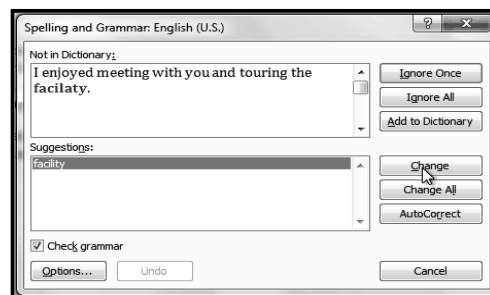 Spelling and Grammar: English (U.S.)
?
Not in Dictionary:
I enjoyed meeting with you and touring the
facilaty.
Ignore Once
Ignore All
Add to Dictionary
Suggestions:
facility
Change
Change All
AutoCorrect
Check grammar
Options...
Undo
Cancel